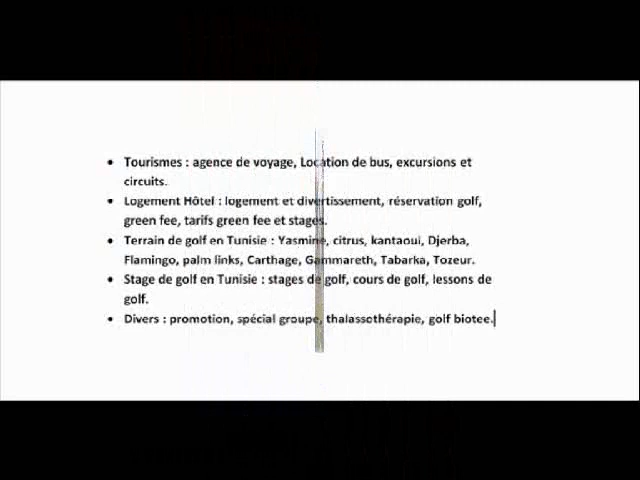 • Tourismes : agence de voyage, Location de bus, excursions et
circuits.
• Logement Hôtel : logement et divertissement, réservation golf,
green fee, tarifs green fee et stages.
• Terrain de golf en Tunisie : Yasmine, citrus, kantaoui, Djerba,
Flamingo, palm links, Carthage, Gammareth, Tabarka, Tozeur.
• Stage de golf en Tunisie : stages de golf, cours de golf, lessons de
golf.
• Divers : promotion, spécial groupe, thalassothérapie, golf biotee.